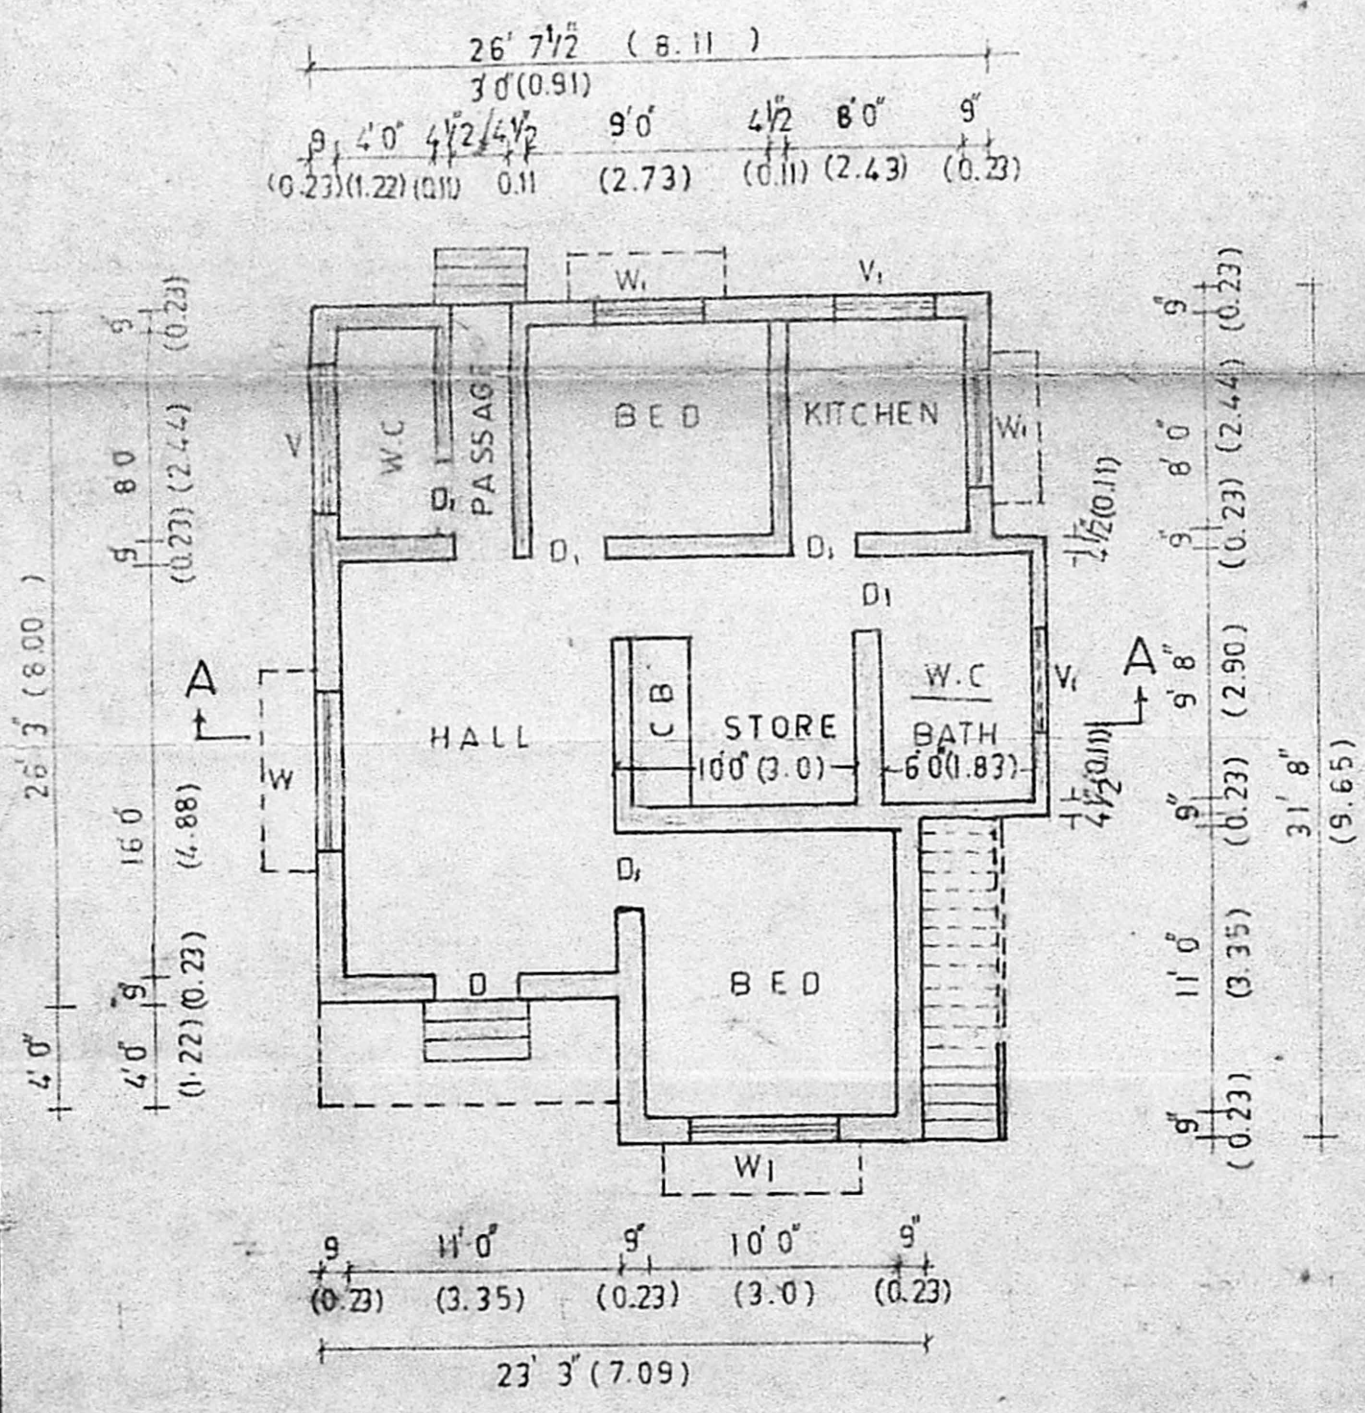 26' 7½" (8.11)
3'0"(0.91)
9 4'0" 4½" 4½ 9'0" 4½ 8'0" 9"
(0.23) (1.22) (0.11) 0.11 (2.73) (0.11) (2.43) (0.23)
W₁ V₁
9" (0.23)
9" (0.23)
V
W.C
PASSAGE
BED
KITCHEN
W₁
8'0 (2.44)
8'0" (2.44)
D₁
4½"(0.11)
9" (0.23)
9" (0.23)
D₁ D₁
D₁
26' 3" (8.00)
A
A
CB
W.C
V₁
9' 8" (2.90)
HALL
STORE
BATH
10'0" (3.0)
6'0"(1.83)
W
4½"(0.11)
9" (0.23)
31' 8" (9.65)
16'0 (4.88)
D₁
11' 0" (3.35)
BED
D
9" (0.23)
4'0"
4'0" (1.22)
9" (0.23)
W1
9 11'0" 9" 10'0" 9"
(0.23) (3.35) (0.23) (3.0) (0.23)
23' 3" (7.09)